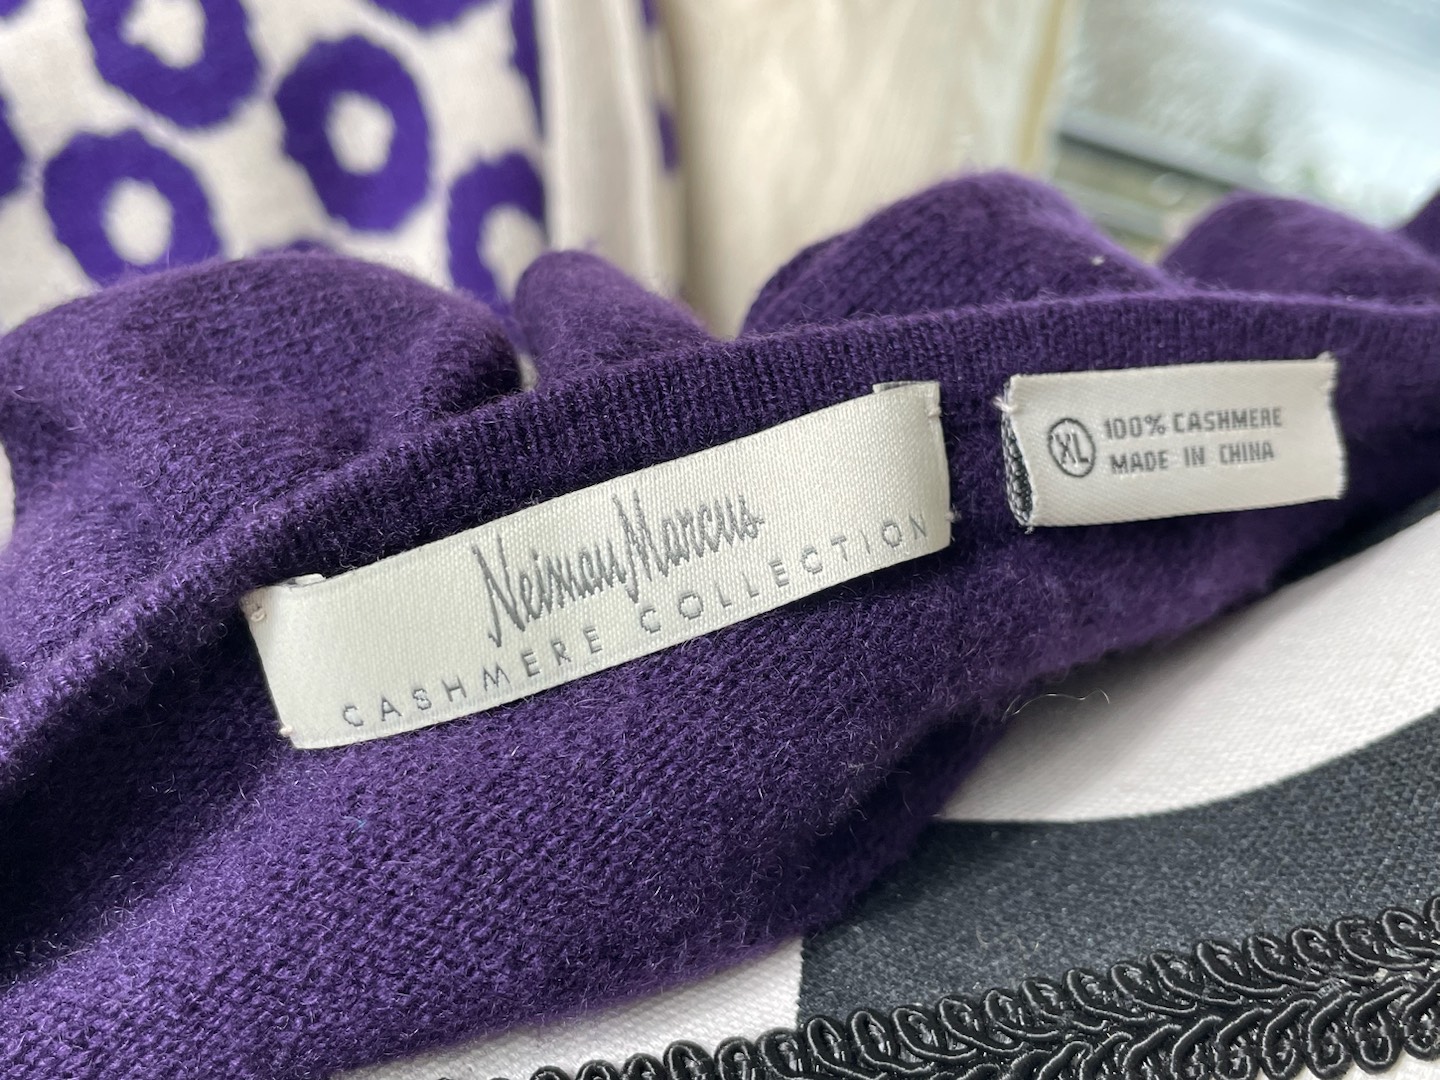 Neiman Marcus
CASHMERE COLLECTION
XL
100% CASHMERE
MADE IN CHINA